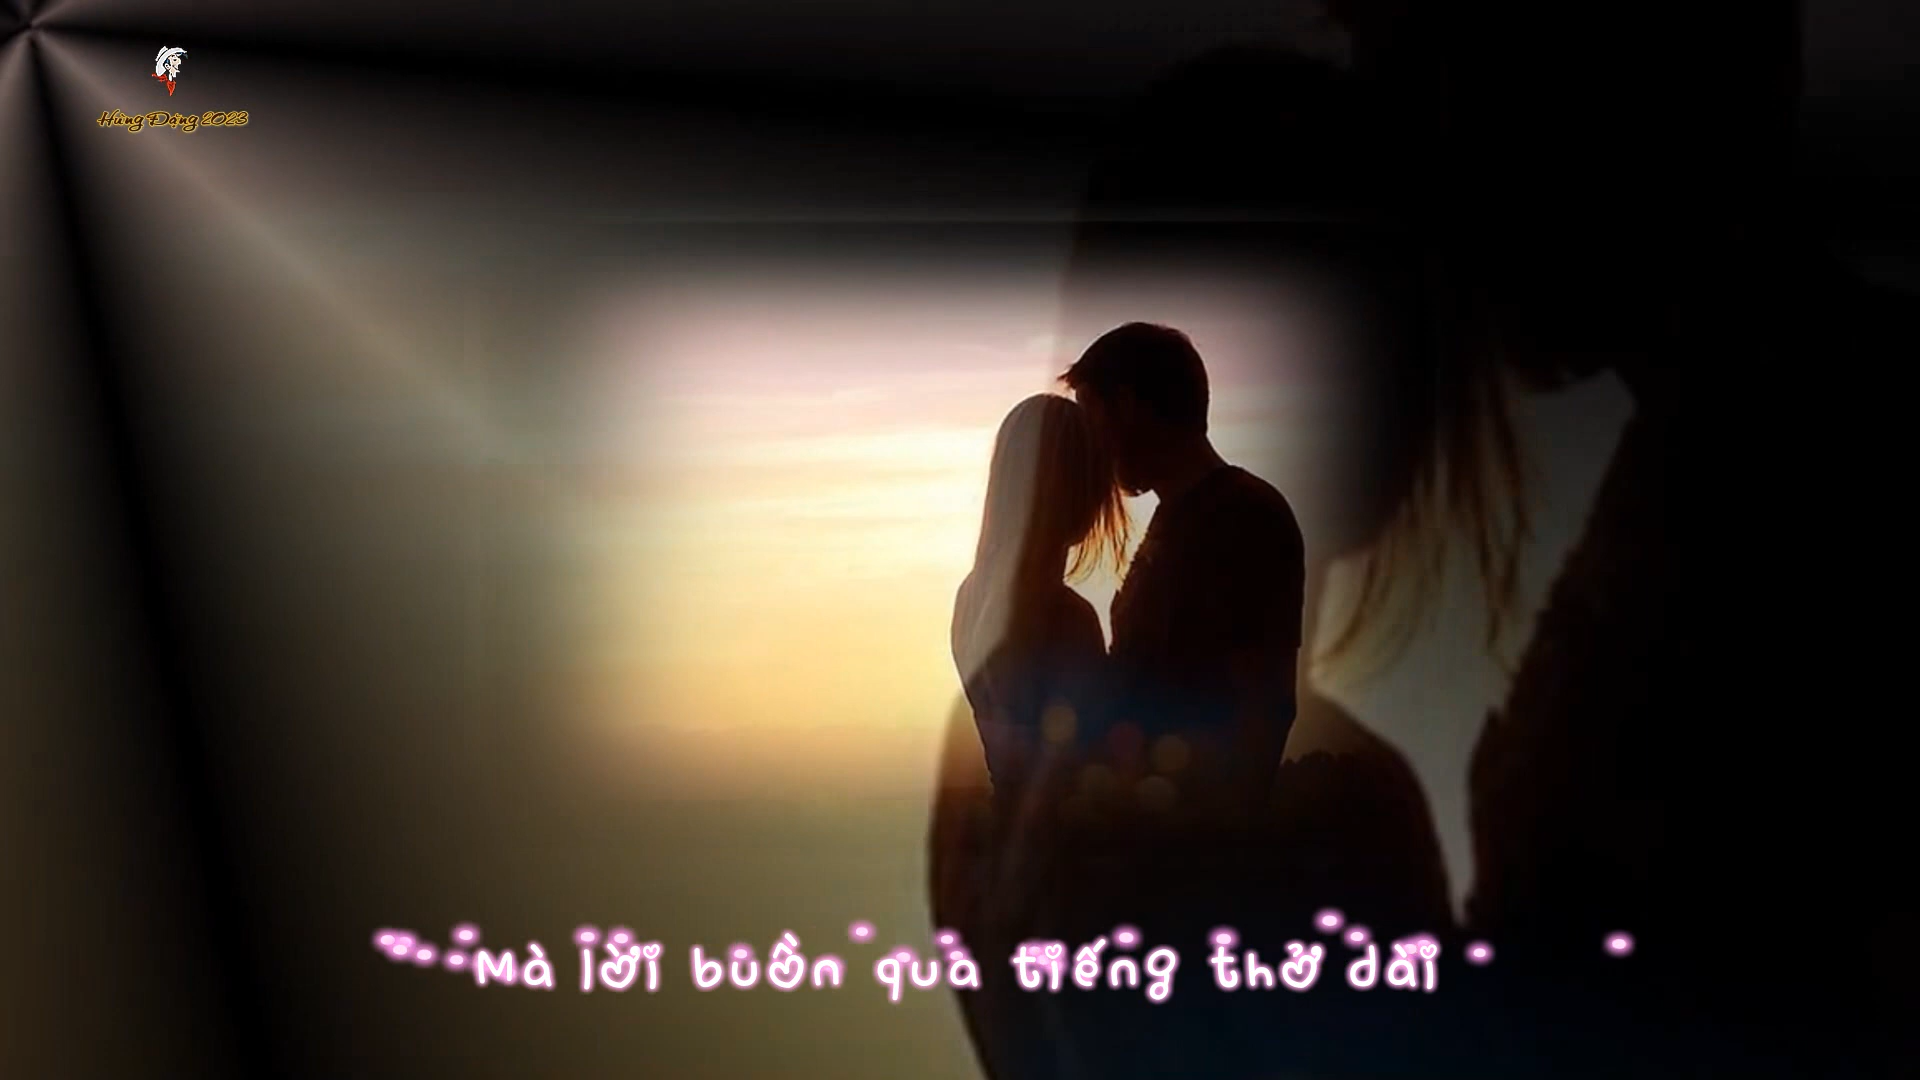 Hùng Đặng 2023
Mà lời buồn qua tiếng thở dài